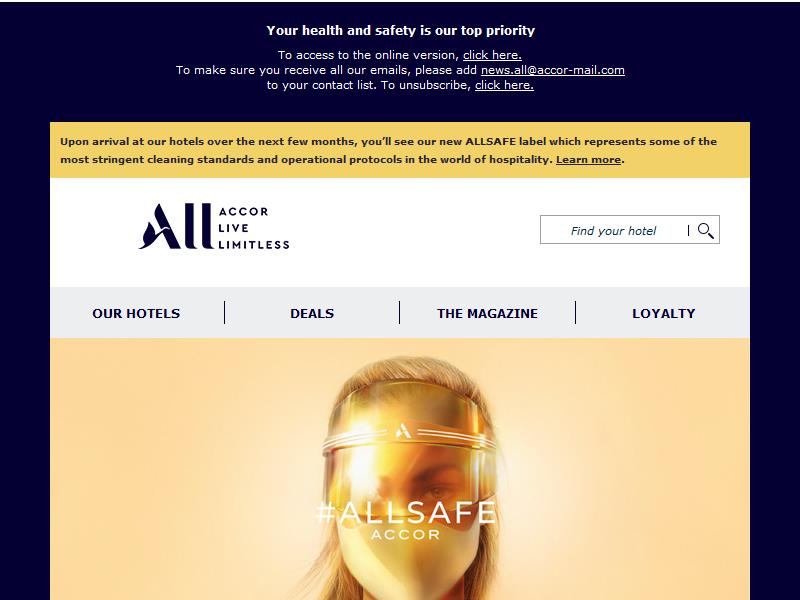 Your health and safety is our top priority
To access to the online version, click here.
To make sure you receive all our emails, please add news.all@accor-mail.com
to your contact list. To unsubscribe, click here.
Upon arrival at our hotels over the next few months, you’ll see our new ALLSAFE label which represents some of the
most stringent cleaning standards and operational protocols in the world of hospitality. Learn more.
All
ACCOR
LIVE
LIMITLESS
Find your hotel
OUR HOTELS
DEALS
THE MAGAZINE
LOYALTY
#ALLSAFE
ACCOR